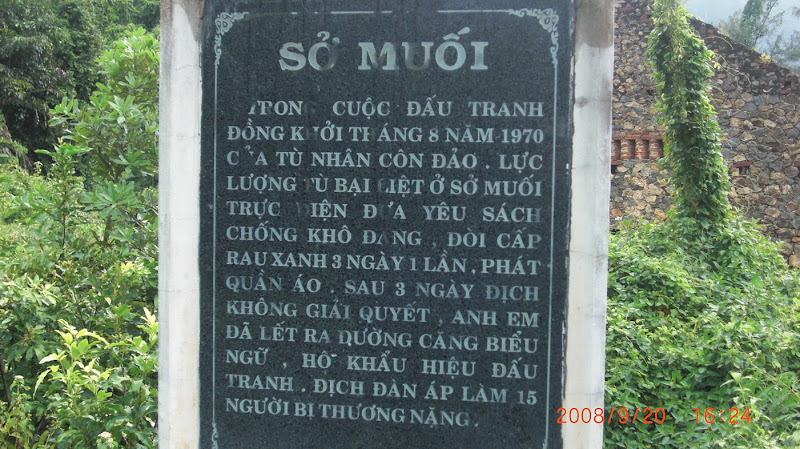 SỞ MUỐI
TRONG CUỘC ĐẤU TRANH
ĐỒNG KHỞI THÁNG 8 NĂM 1970
CỦA TÙ NHÂN CÔN ĐẢO. LỰC
LƯỢNG TÙ BẠI LIỆT Ở SỞ MUỐI
TRỰC DIỆN ĐƯA YÊU SÁCH
CHỐNG KHÔ ĐẮNG, ĐÒI CẤP
RAU XANH 3 NGÀY 1 LẦN, PHÁT
QUẦN ÁO. SAU 3 NGÀY ĐỊCH
KHÔNG GIẢI QUYẾT, ANH EM
ĐÃ LẾT RA ĐƯỜNG CĂNG BIỂU
NGỮ, HÔ KHẨU HIỆU ĐẤU
TRANH. ĐỊCH ĐÀN ÁP LÀM 15
NGƯỜI BỊ THƯƠNG NẶNG.
2008/9/20 16:24